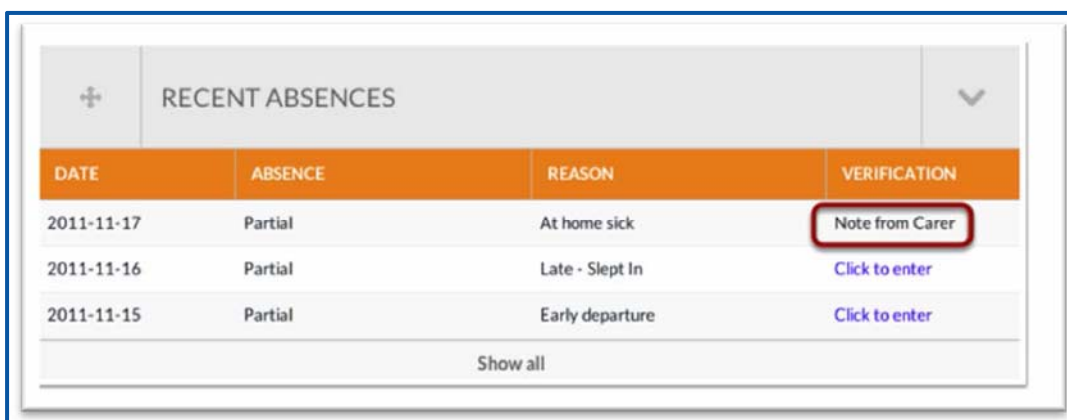 RECENT ABSENCES
DATE ABSENCE REASON VERIFICATION
2011-11-17 Partial At home sick Note from Carer
2011-11-16 Partial Late - Slept In Click to enter
2011-11-15 Partial Early departure Click to enter
Show all